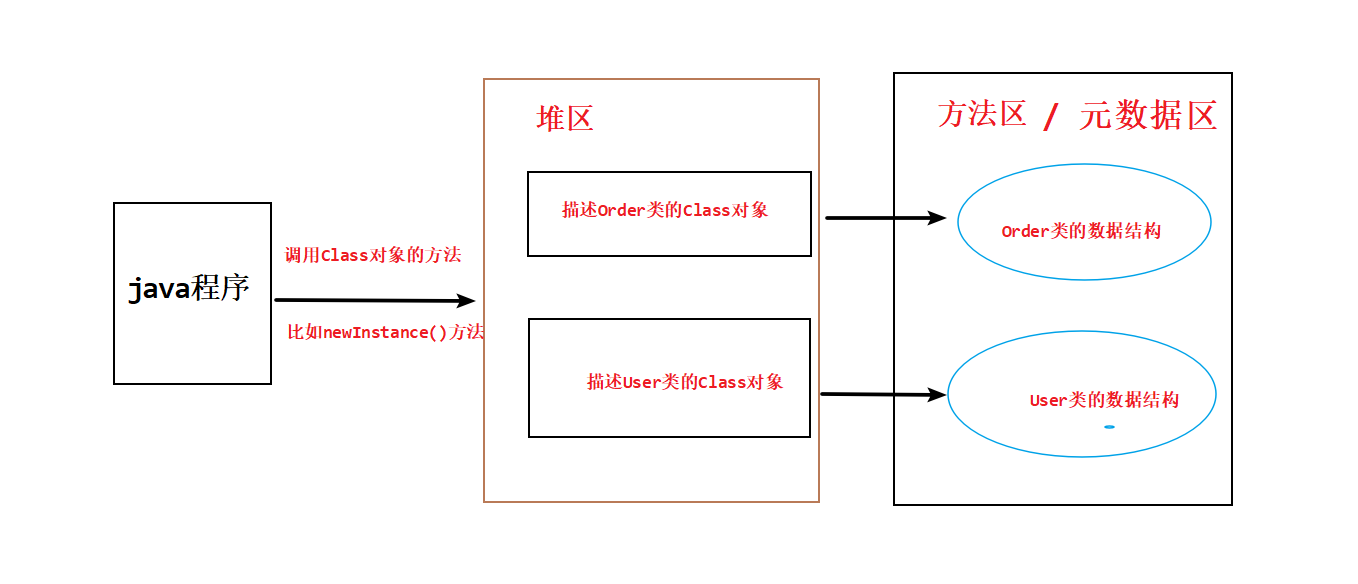 java程序
调用Class对象的方法
比如newInstance()方法
堆区
描述Order类的Class对象
描述User类的Class对象
方法区 / 元数据区
Order类的数据结构
User类的数据结构